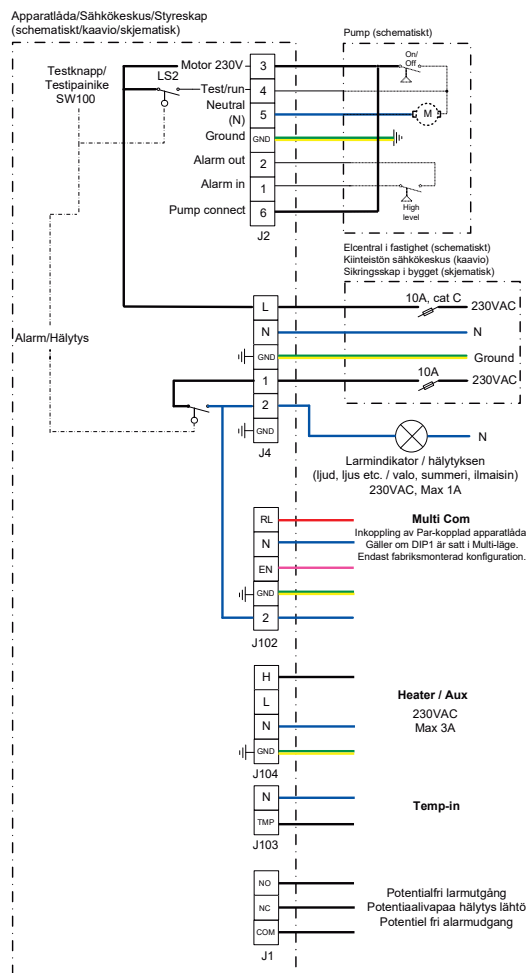 Apparatlåda/Sähkökeskus/Styreskap
(schematiskt/kaavio/skjematisk)
Testknapp/
Testipainike
SW100
LS2
Motor 230V
Test/run
Neutral
(N)
Ground
Alarm out
Alarm in
Pump connect
3
4
5
GND
2
1
6
J2
Pump (schematiskt)
On/
Off
M
High
level
Elcentral i fastighet (schematiskt)
Kiinteistön sähkökeskus (kaavio)
Sikringsskap i bygget (skjematisk)
10A, cat C
230VAC
N
Ground
10A
230VAC
Alarm/Hälytys
L
N
GND
1
2
GND
J4
N
Larmindikator / hälytyksen
(ljud, ljus etc. / valo, summeri, ilmaisin)
230VAC, Max 1A
RL
N
EN
GND
2
J102
Multi Com
Inkoppling av Par-kopplad apparatlåda
Gäller om DIP1 är satt i Multi-läge.
Endast fabriksmonterad konfiguration.
H
L
N
GND
J104
Heater / Aux
230VAC
Max 3A
N
TMP
J103
Temp-in
NO
NC
COM
J1
Potentialfri larmutgång
Potentiaalivapaa hälytys lähtö
Potentiel fri alarmudgang